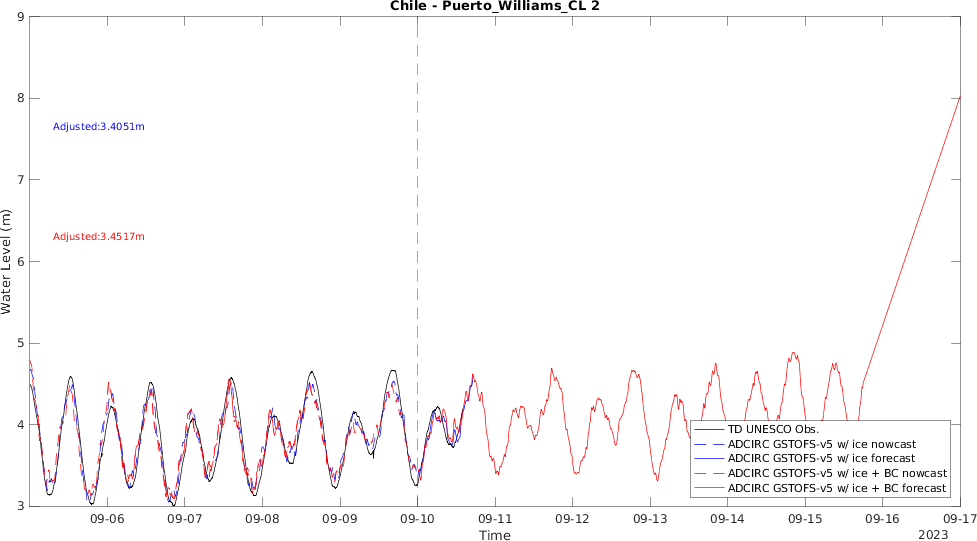 Chile - Puerto_Williams_CL 2
9
8
7
6
5
4
3
Water Level (m)
Adjusted:3.4051m
Adjusted:3.4517m
TD UNESCO Obs.
ADCIRC GSTOFS-v5 w/ ice nowcast
ADCIRC GSTOFS-v5 w/ ice forecast
ADCIRC GSTOFS-v5 w/ ice + BC nowcast
ADCIRC GSTOFS-v5 w/ ice + BC forecast
09-06 09-07 09-08 09-09 09-10 09-11 09-12 09-13 09-14 09-15 09-16 09-17
Time
2023